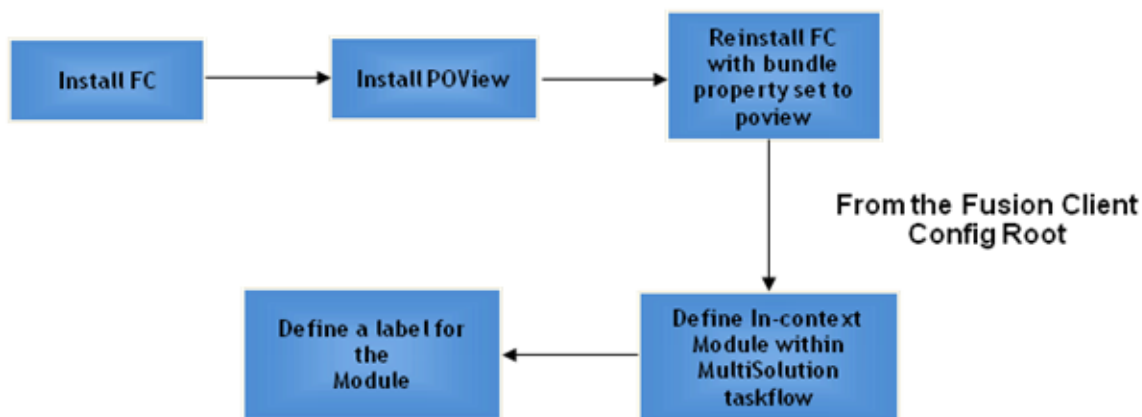 Install FC
Install POView
Reinstall FC
with bundle
property set to
poview
From the Fusion Client
Config Root
Define In-context
Module within
MultiSolution
taskflow
Define a label for
the
Module